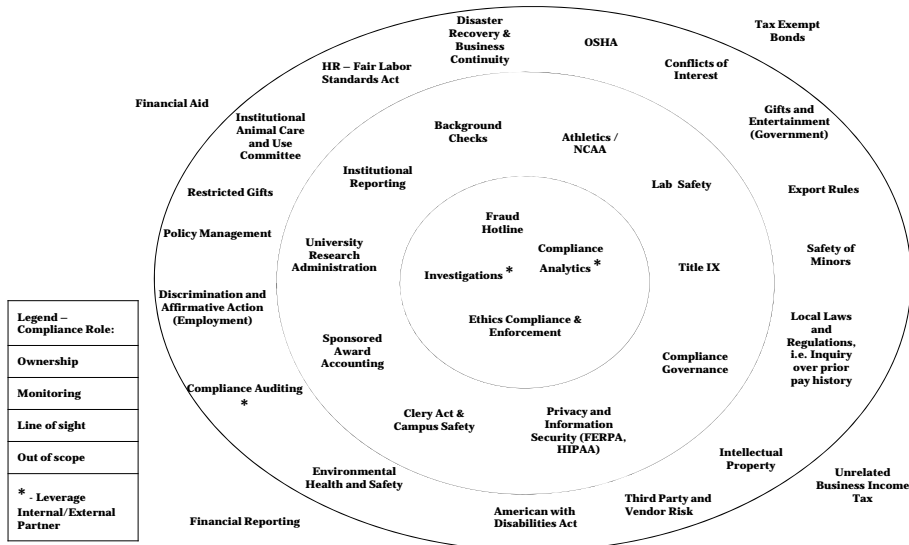 Disaster
Recovery &
Business
Continuity
OSHA
Tax Exempt
Bonds
HR – Fair Labor
Standards Act
Conflicts of
Interest
Financial Aid
Institutional
Animal Care
and Use
Committee
Background
Checks
Athletics /
NCAA
Gifts and
Entertainment
(Government)
Institutional
Reporting
Lab Safety
Restricted Gifts
Export Rules
Policy Management
Fraud
Hotline
University
Research
Administration
Compliance
Analytics *
Investigations *
Title IX
Safety of
Minors
Discrimination and
Affirmative Action
(Employment)
Ethics Compliance &
Enforcement
Local Laws
and
Regulations,
i.e. Inquiry
over prior
pay history
Sponsored
Award
Accounting
Compliance
Governance
Compliance Auditing
*
Clery Act &
Campus Safety
Privacy and
Information
Security (FERPA,
HIPAA)
Environmental
Health and Safety
Intellectual
Property
Unrelated
Business Income
Tax
Financial Reporting
American with
Disabilities Act
Third Party and
Vendor Risk
Legend –
Compliance Role:
Ownership
Monitoring
Line of sight
Out of scope
* - Leverage
Internal/External
Partner